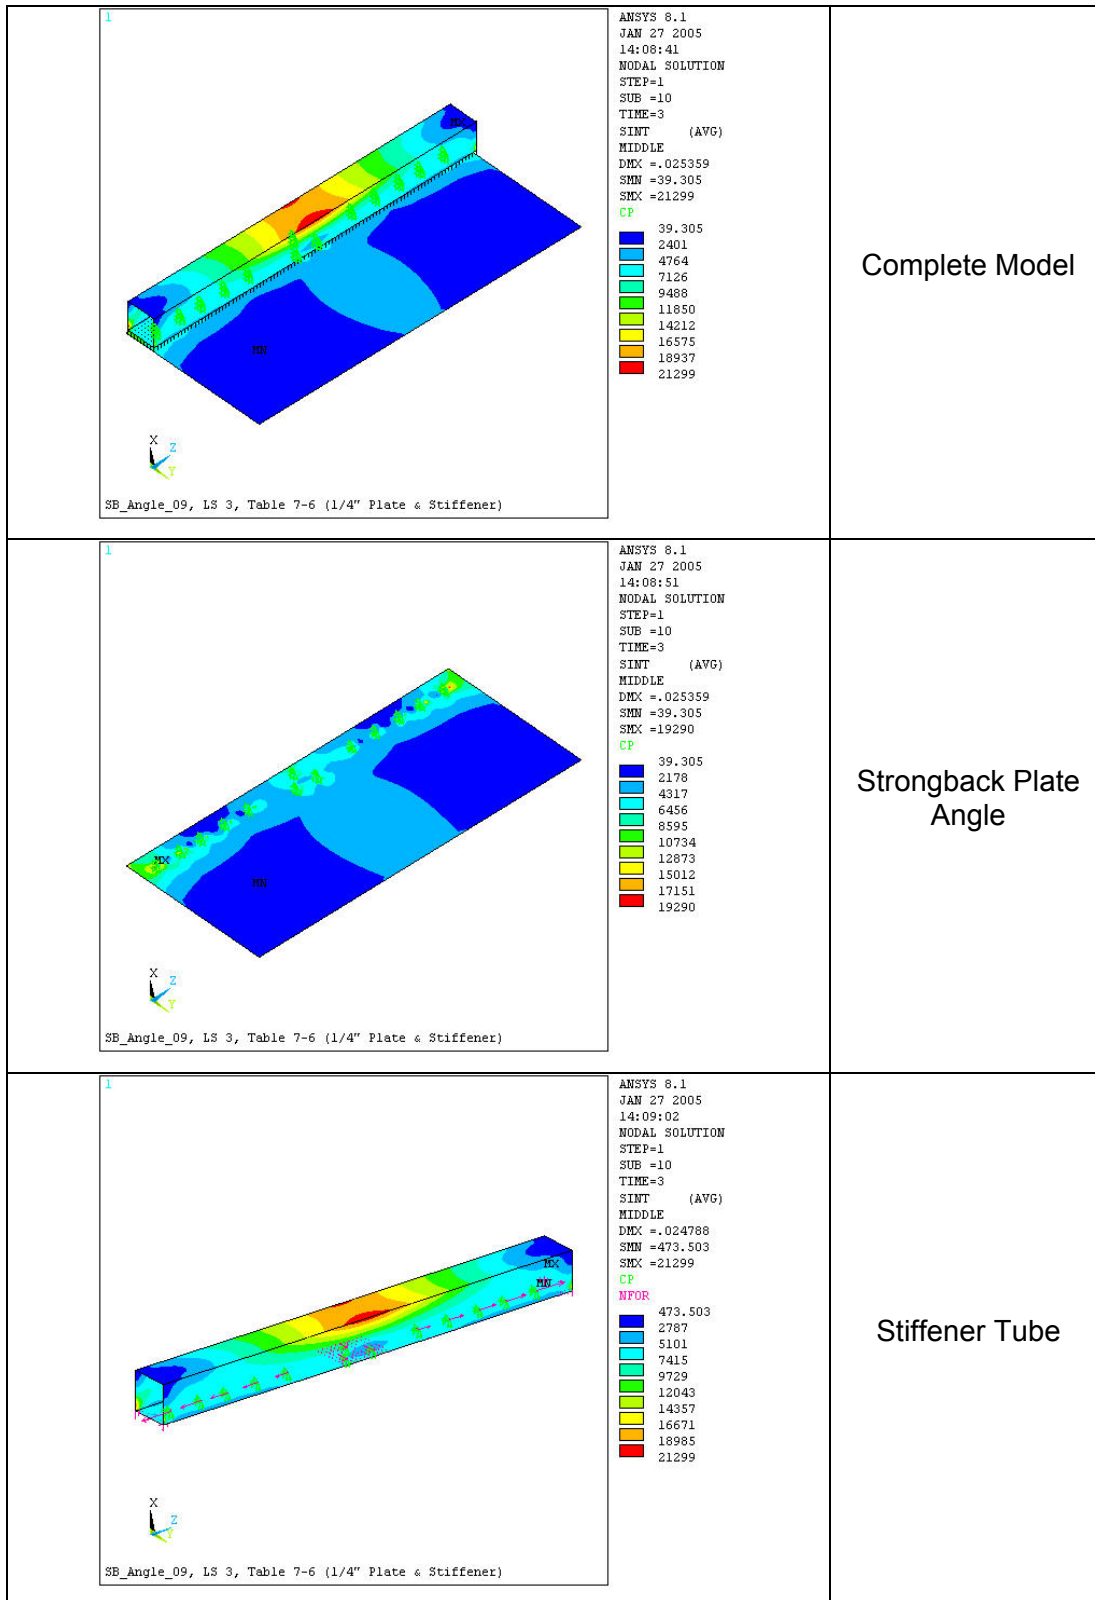 1
ANSYS 8.1
JAN 27 2005
14:08:41
NODAL SOLUTION
STEP=1
SUB =10
TIME=3
SINT (AVG)
MIDDLE
DMX =.025359
SMN =39.305
SMX =21299
CP
39.305
2401
4764
7126
9488
11850
14212
16575
18937
21299
MX
MN
X
Z
Y
SB_Angle_09, LS 3, Table 7-6 (1/4" Plate & Stiffener)
Complete Model
1
ANSYS 8.1
JAN 27 2005
14:08:51
NODAL SOLUTION
STEP=1
SUB =10
TIME=3
SINT (AVG)
MIDDLE
DMX =.025359
SMN =39.305
SMX =19290
CP
39.305
2178
4317
6456
8595
10734
12873
15012
17151
19290
MX
MN
X
Z
Y
SB_Angle_09, LS 3, Table 7-6 (1/4" Plate & Stiffener)
Strongback Plate
Angle
1
ANSYS 8.1
JAN 27 2005
14:09:02
NODAL SOLUTION
STEP=1
SUB =10
TIME=3
SINT (AVG)
MIDDLE
DMX =.024788
SMN =473.503
SMX =21299
CP
NFOR
473.503
2787
5101
7415
9729
12043
14357
16671
18985
21299
MX
MN
X
Z
Y
SB_Angle_09, LS 3, Table 7-6 (1/4" Plate & Stiffener)
Stiffener Tube